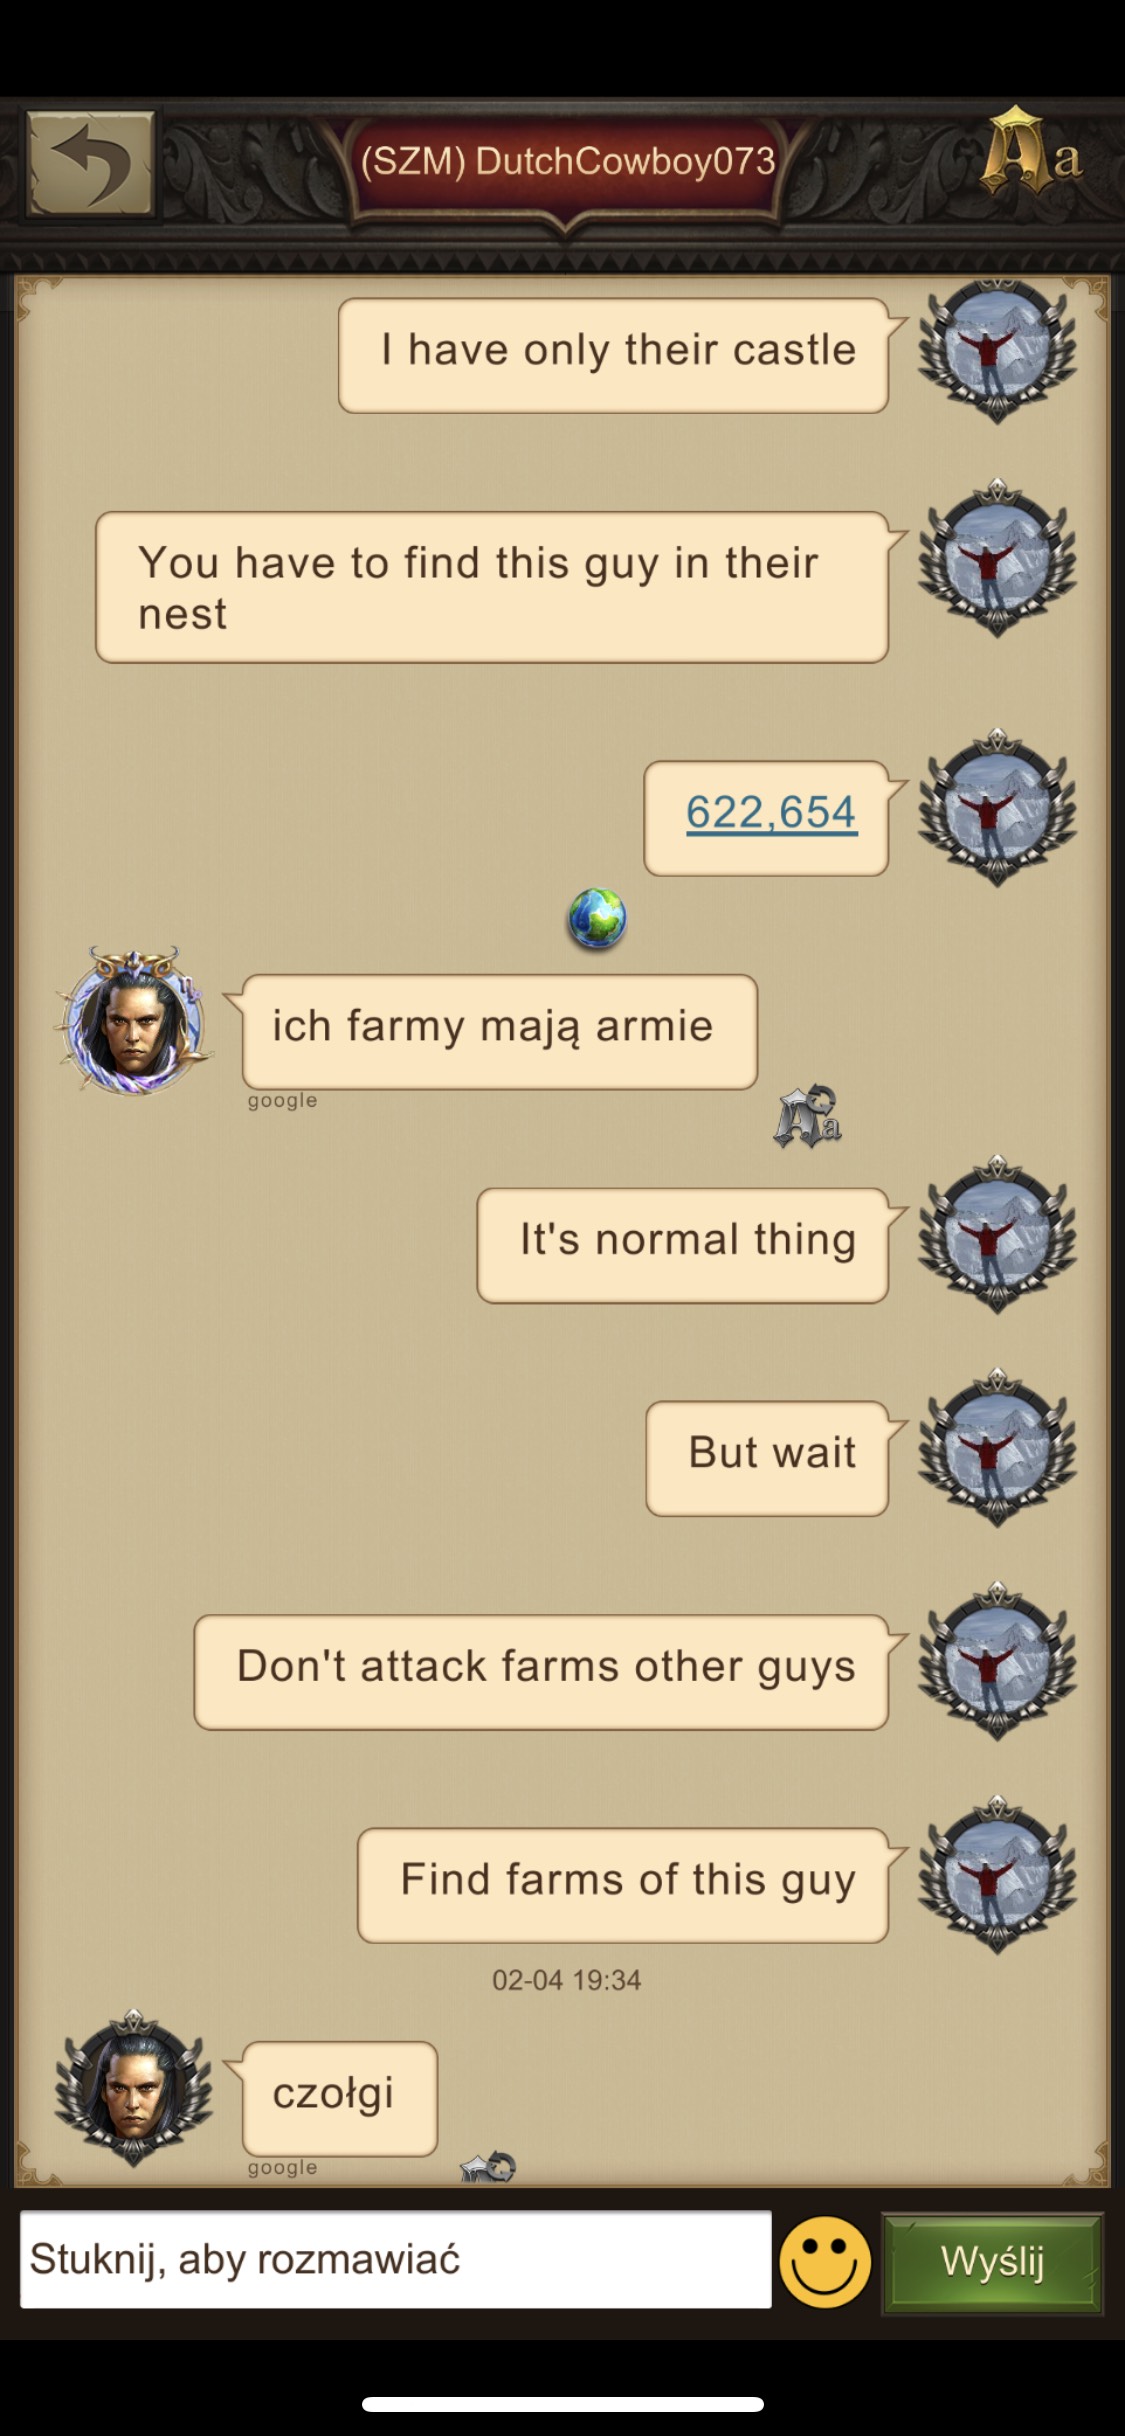 (SZM) DutchCowboy073
Aa
I have only their castle
You have to find this guy in their
nest
622,654
ich farmy mają armie
google
Aa
It's normal thing
But wait
Don't attack farms other guys
Find farms of this guy
02-04 19:34
czołgi
google
Stuknij, aby rozmawiać
Wyślij